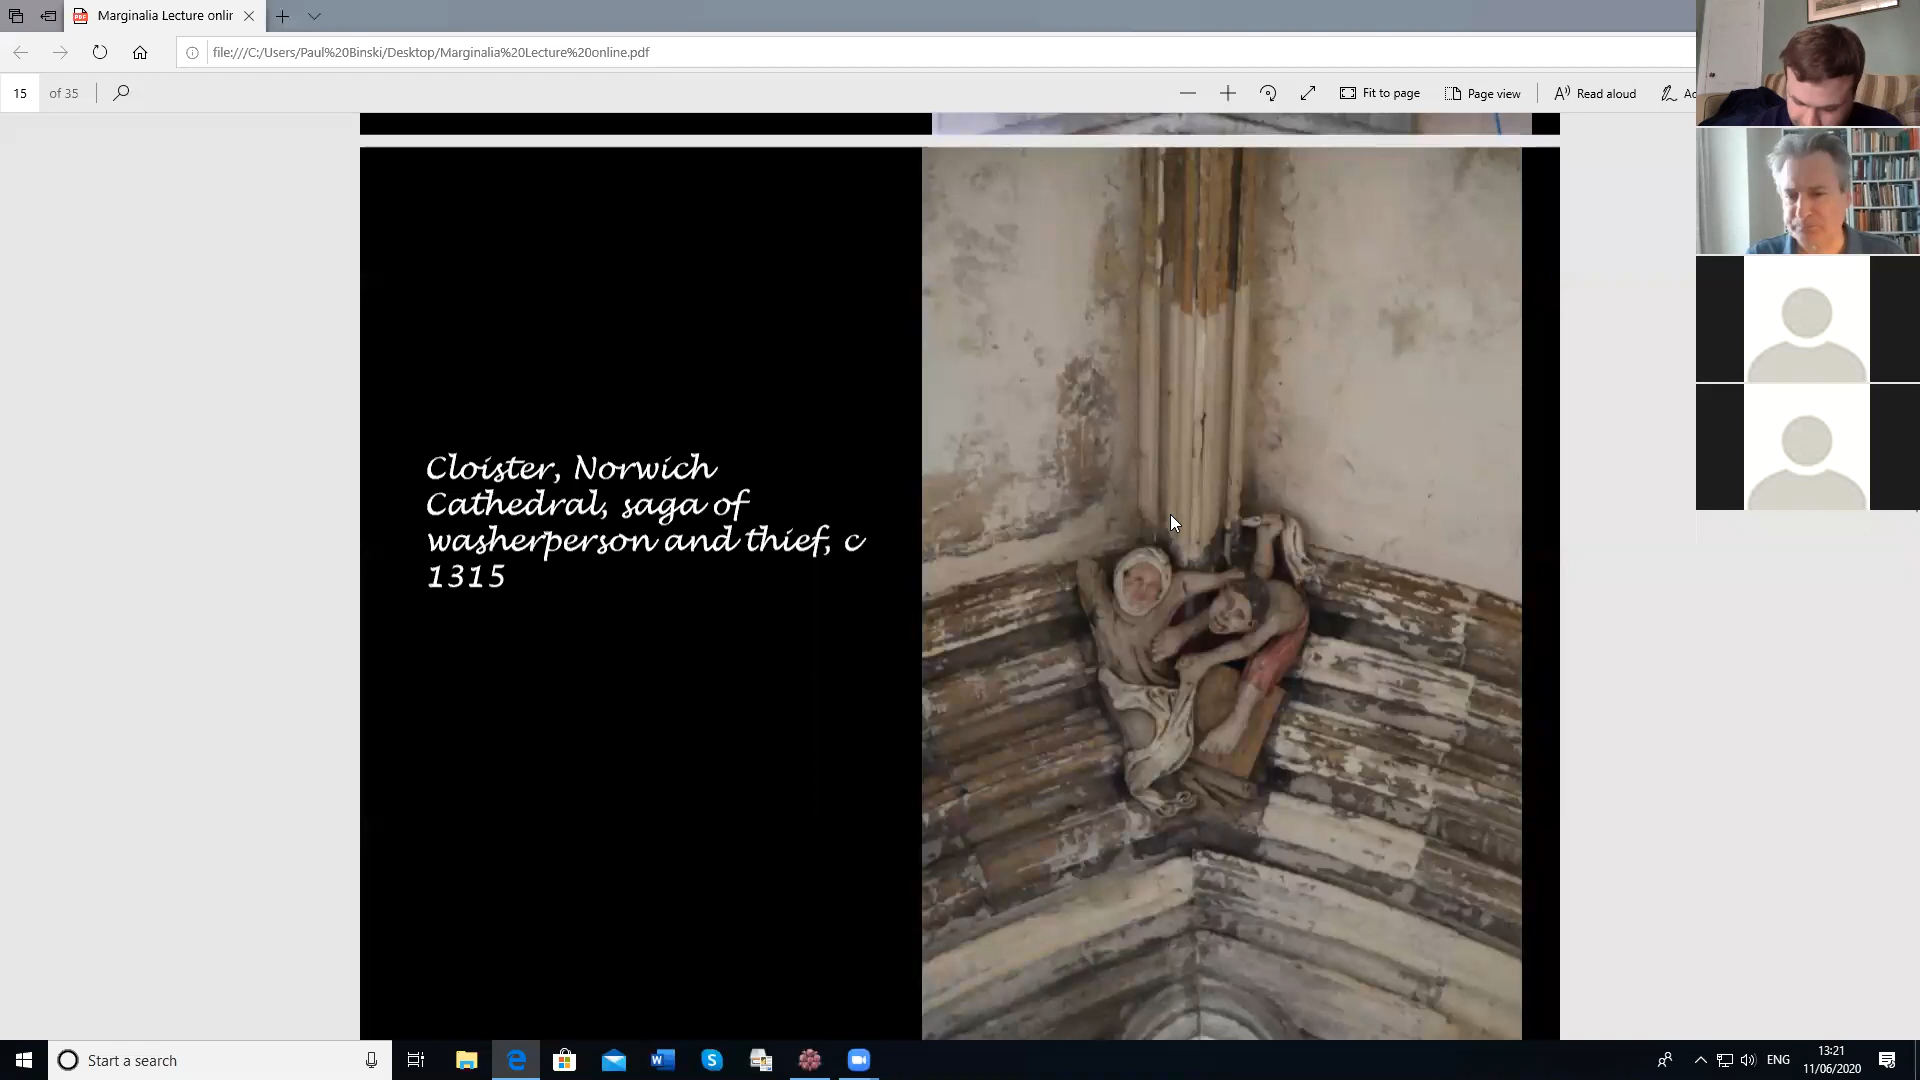 Marginalia Lecture onlir
file:///C:/Users/Paul%20Binski/Desktop/Marginalia%20Lecture%20online.pdf
15 of 35
Fit to page
Page view
Read aloud
Cloister, Norwich
Cathedral, saga of
washerperson and thief, c
1315
Start a search
ENG
13:21
11/06/2020